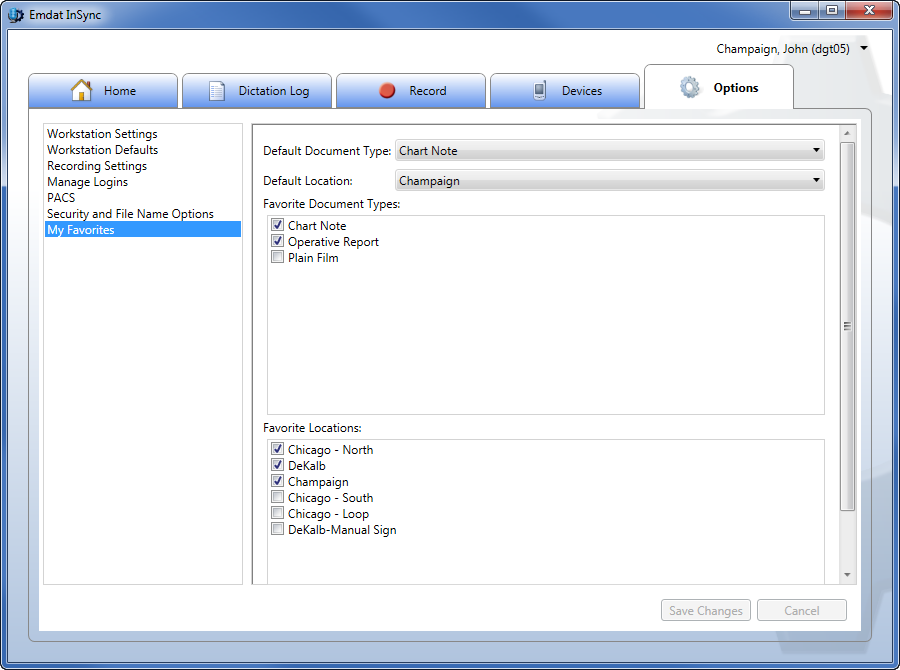 Emdat InSync
Champaign, John (dgt05)
Home Dictation Log Record Devices Options
Workstation Settings
Workstation Defaults
Recording Settings
Manage Logins
PACS
Security and File Name Options
My Favorites
Default Document Type: Chart Note
Default Location: Champaign
Favorite Document Types:
Chart Note
Operative Report
Plain Film
Favorite Locations:
Chicago - North
DeKalb
Champaign
Chicago - South
Chicago - Loop
DeKalb-Manual Sign
Save Changes Cancel